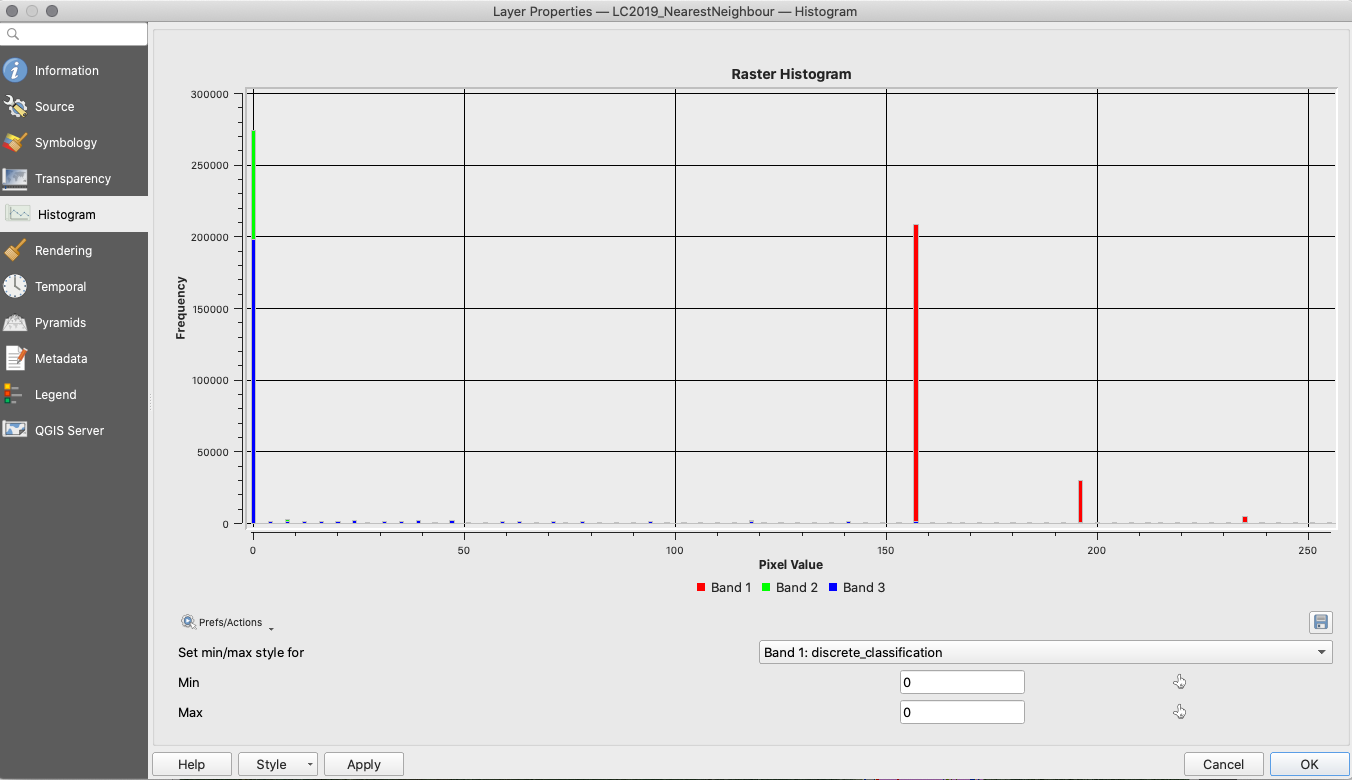 Layer Properties — LC2019_NearestNeighbour — Histogram
Information
Source
Symbology
Transparency
Histogram
Rendering
Temporal
Pyramids
Metadata
Legend
QGIS Server
Raster Histogram
300000
250000
200000
150000
100000
50000
0
Frequency
0 50 100 150 200 250
Pixel Value
Band 1 Band 2 Band 3
Prefs/Actions
Set min/max style for Band 1: discrete_classification
Min 0
Max 0
Help Style Apply Cancel OK